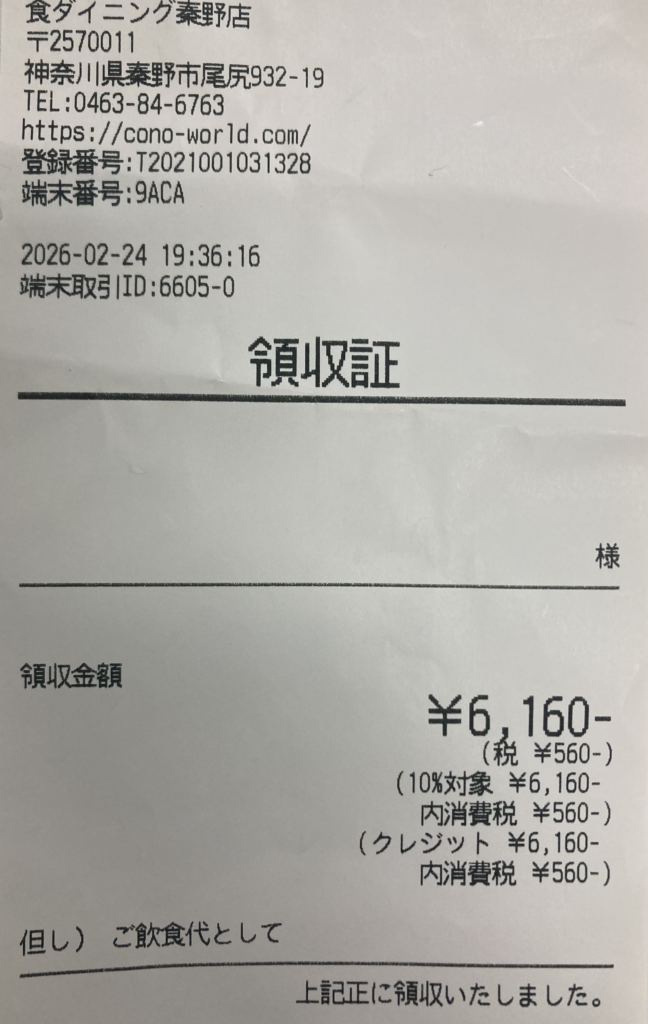 食ダイニング秦野店
〒2570011
神奈川県秦野市尾尻932-19
TEL:0463-84-6763
https://cono-world.com/
登録番号:T2021001031328
端末番号:9ACA
2026-02-24 19:36:16
端末取引ID:6605-0
領収証
様
領収金額
¥6,160-
(税 ¥560-)
(10%対象 ¥6,160-
内消費税 ¥560-)
(クレジット ¥6,160-
内消費税 ¥560-)
但し) ご飲食代として
上記正に領収いたしました。